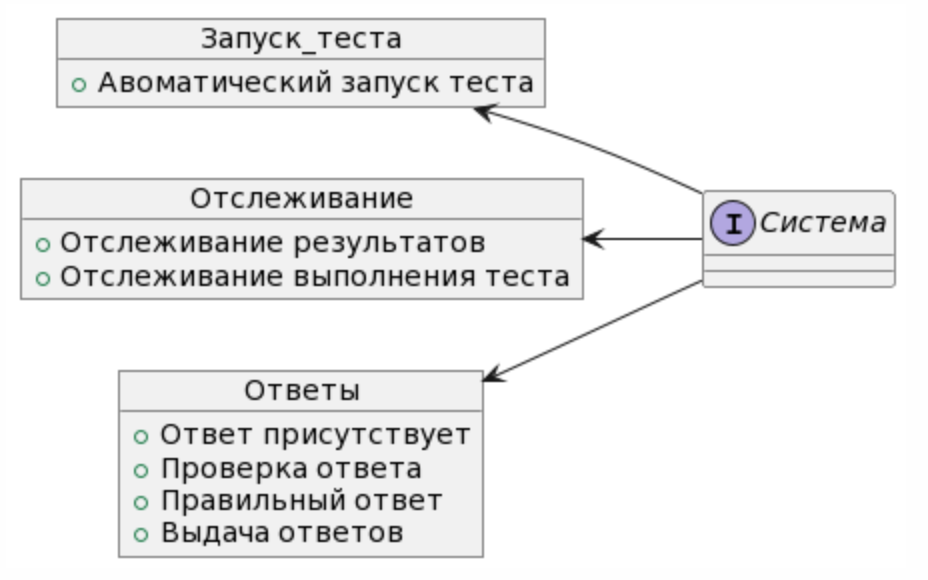 Запуск_теста
Авоматический запуск теста
Отслеживание
Отслеживание результатов
Отслеживание выполнения теста
I Система
Ответы
Ответ присутствует
Проверка ответа
Правильный ответ
Выдача ответов